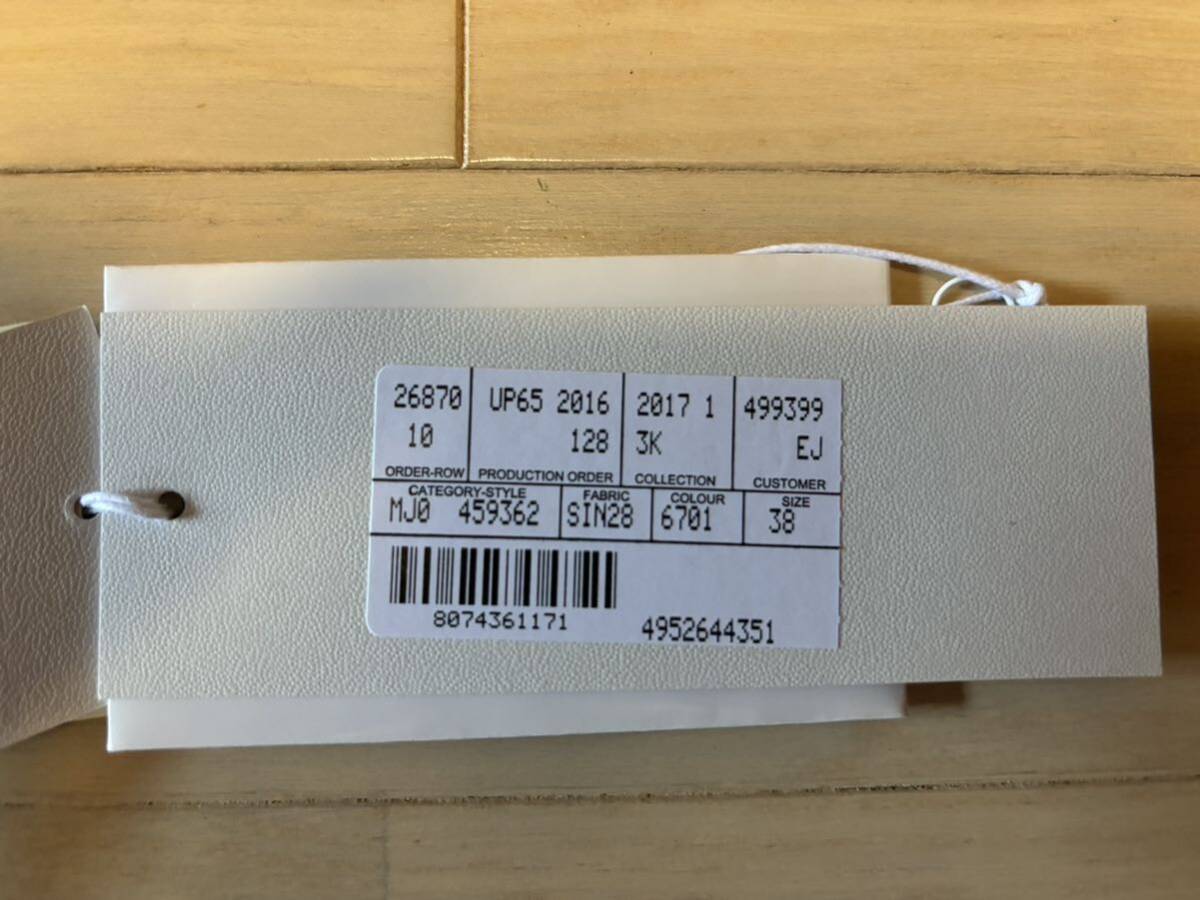 26870 UP65 2016 2017 1 499399
10 128 3K EJ
ORDER-ROW PRODUCTION ORDER COLLECTION CUSTOMER
CATEGORY-STYLE FABRIC COLOUR SIZE
MJ0 459362 SIN28 6701 38
8074361171 4952644351